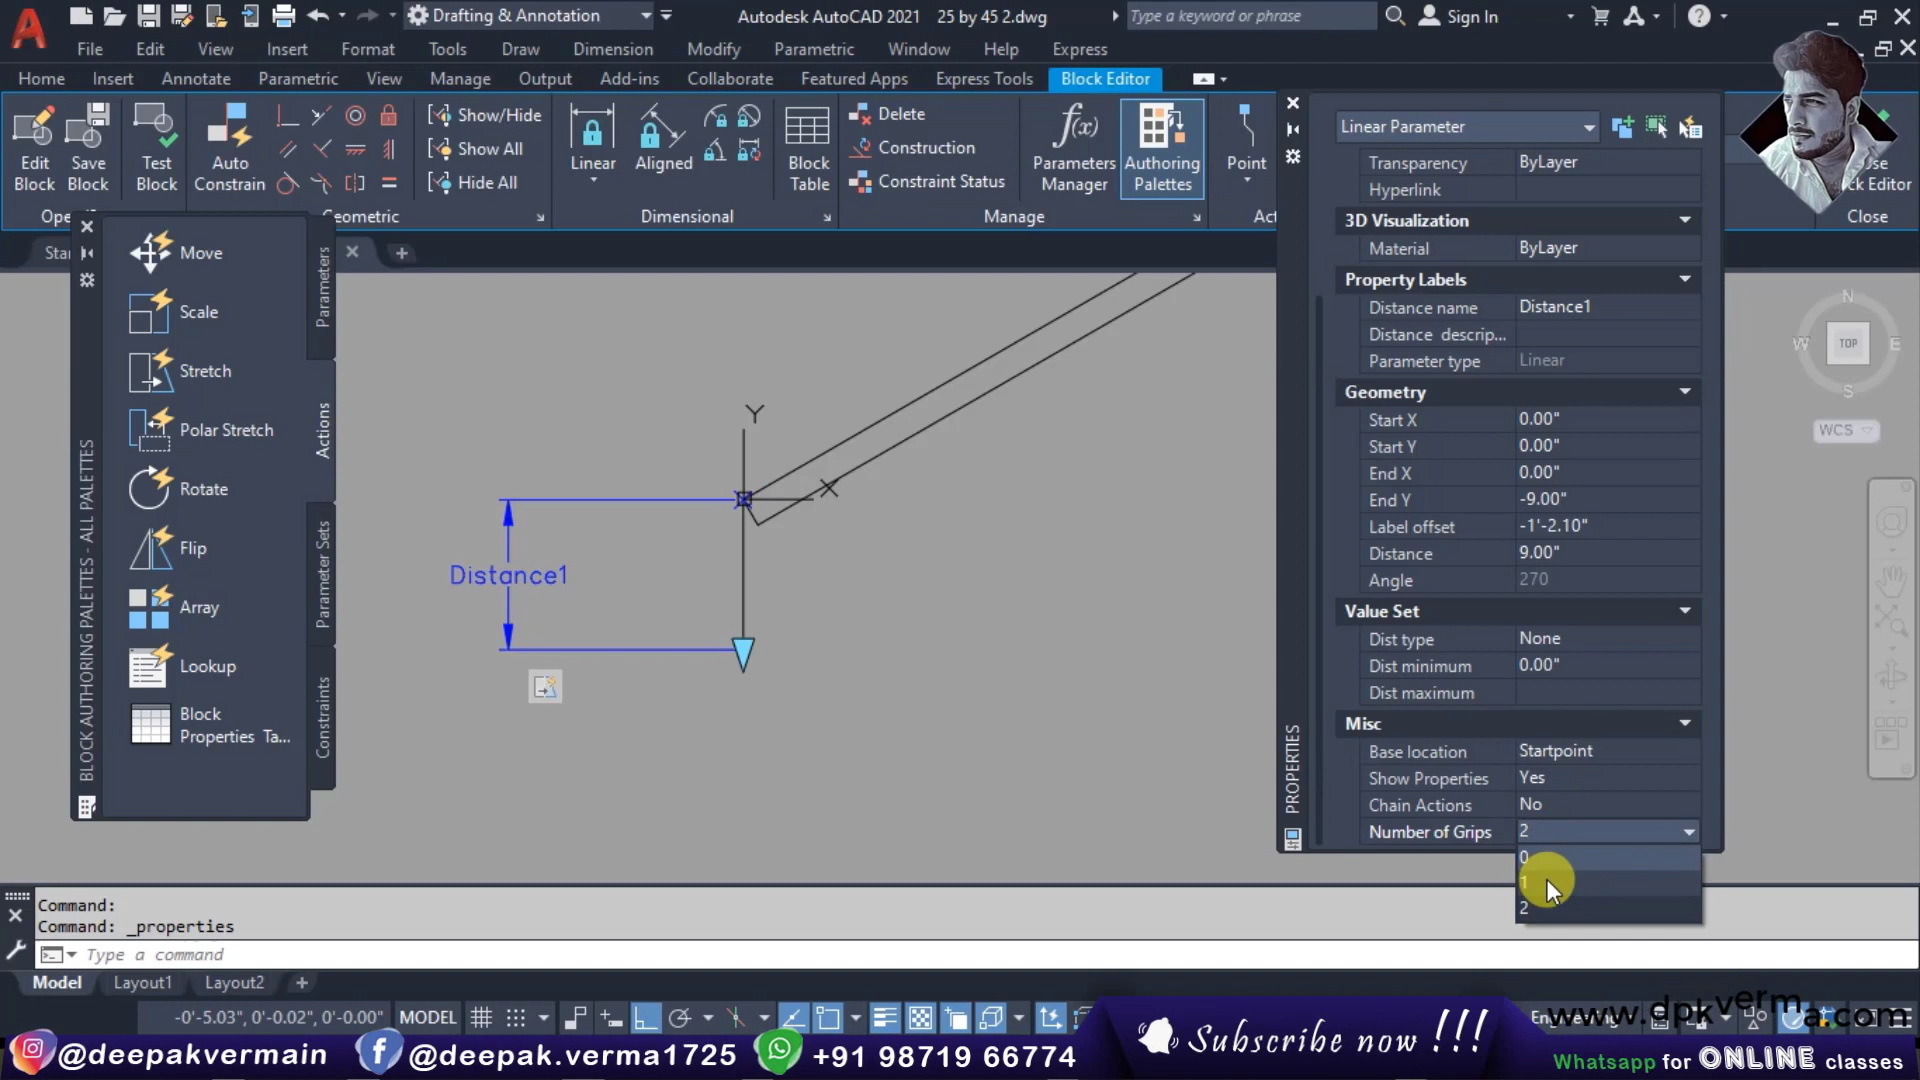 Drafting & Annotation
Autodesk AutoCAD 2021 25 by 45 2.dwg
Type a keyword or phrase
Sign In
File Edit View Insert Format Tools Draw Dimension Modify Parametric Window Help Express
Home Insert Annotate Parametric View Manage Output Add-ins Collaborate Featured Apps Express Tools Block Editor
Edit Block
Save Block
Test Block
Auto Constrain
Show/Hide
Show All
Hide All
Geometric
Linear
Aligned
Block Table
Dimensional
Delete
Construction
Constraint Status
Parameters Manager
Authoring Palettes
Manage
Point
Close
Move
Scale
Stretch
Polar Stretch
Rotate
Flip
Array
Lookup
Block
Properties Ta...
Parameters
Actions
Parameter Sets
Constraints
BLOCK AUTHORING PALETTES - ALL PALETTES
Y
X
Distance1
PROPERTIES
Linear Parameter
Transparency ByLayer
Hyperlink
3D Visualization
Material ByLayer
Property Labels
Distance name Distance1
Distance descrip...
Parameter type Linear
Geometry
Start X 0.00"
Start Y 0.00"
End X 0.00"
End Y -9.00"
Label offset -1'-2.10"
Distance 9.00"
Angle 270
Value Set
Dist type None
Dist minimum 0.00"
Dist maximum
Misc
Base location Startpoint
Show Properties Yes
Chain Actions No
Number of Grips 2
0
1
2
N
W TOP E
S
WCS
Command:
Command: _properties
Type a command
Model Layout1 Layout2
-0'-5.03", 0'-0.02", 0'-0.00" MODEL
www.dpkverma.com
@deepakvermain @deepak.verma1725 +91 98719 66774
Subscribe now !!!
Whatsapp for ONLINE classes